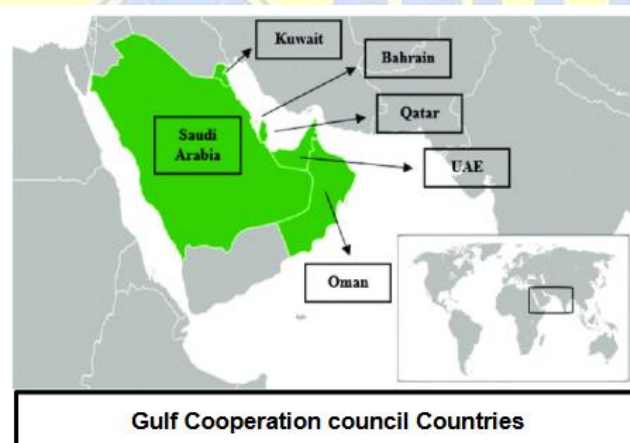 Kuwait
Bahrain
Qatar
Saudi
Arabia
UAE
Oman
Gulf Cooperation council Countries